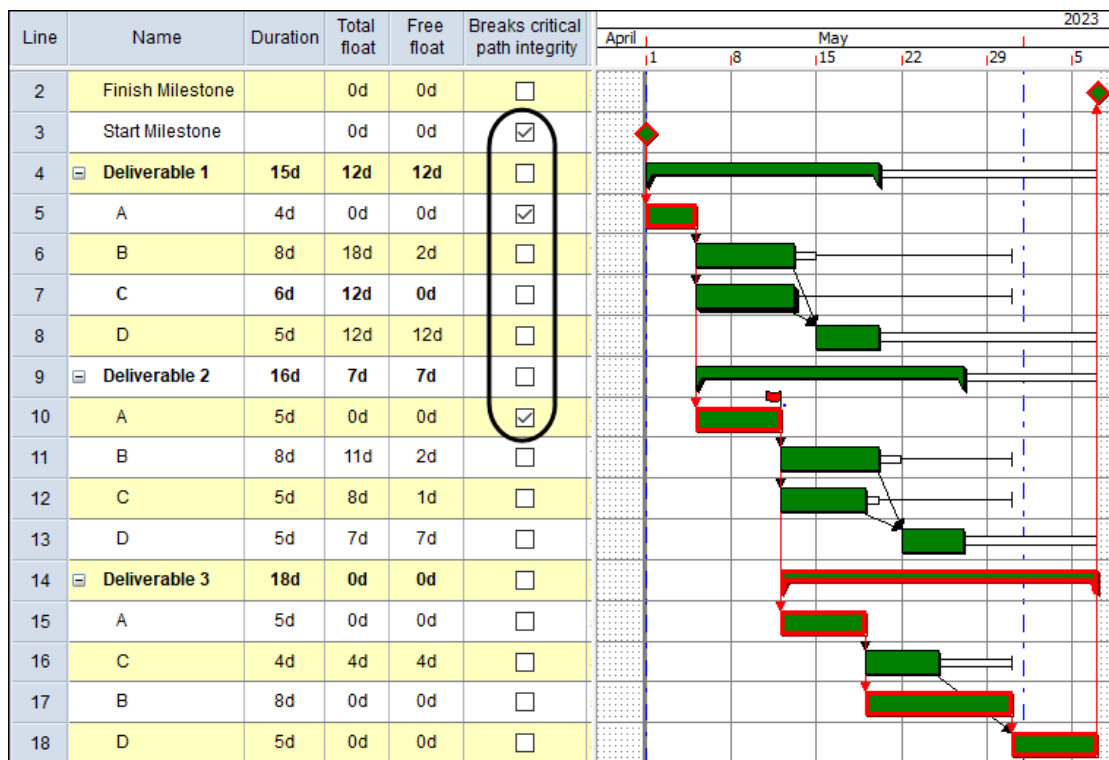 Line Name Duration Total float Free float Breaks critical path integrity
2023
April May
1 8 15 22 29 5
2 Finish Milestone 0d 0d
3 Start Milestone 0d 0d
4 Deliverable 1 15d 12d 12d
5 A 4d 0d 0d
6 B 8d 18d 2d
7 C 6d 12d 0d
8 D 5d 12d 12d
9 Deliverable 2 16d 7d 7d
10 A 5d 0d 0d
11 B 8d 11d 2d
12 C 5d 8d 1d
13 D 5d 7d 7d
14 Deliverable 3 18d 0d 0d
15 A 5d 0d 0d
16 C 4d 4d 4d
17 B 8d 0d 0d
18 D 5d 0d 0d